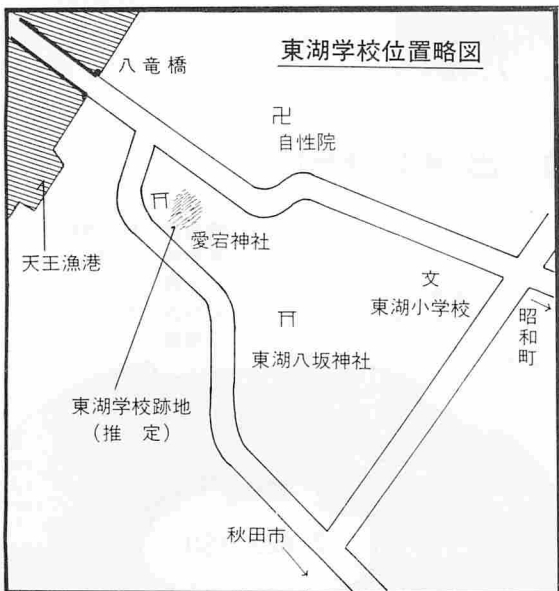 東湖学校位置略図
八竜橋
卍
自性院
愛宕神社
天王漁港
文
東湖小学校
昭和町
東湖八坂神社
東湖学校跡地
(推 定)
秋田市